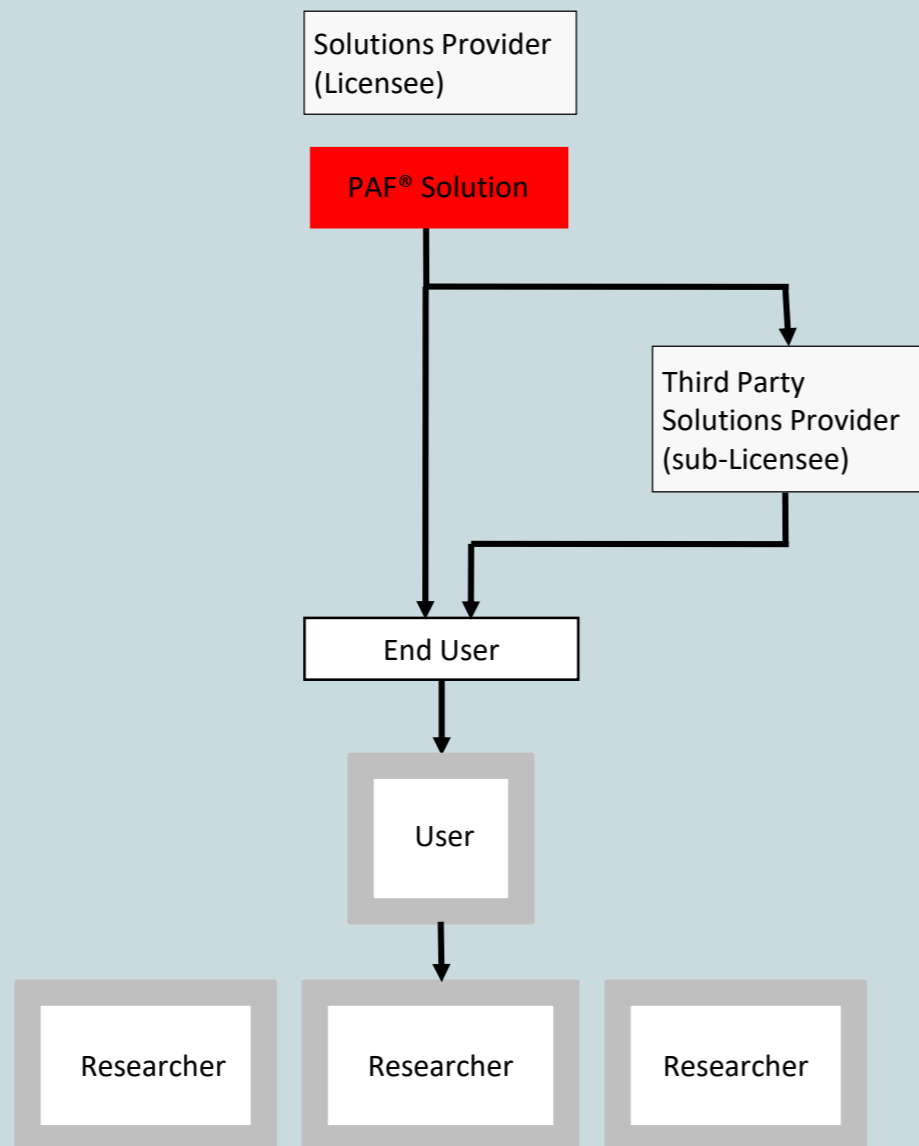 Solutions Provider
(Licensee)
PAF® Solution
Third Party
Solutions Provider
(sub-Licensee)
End User
User
Researcher
Researcher
Researcher